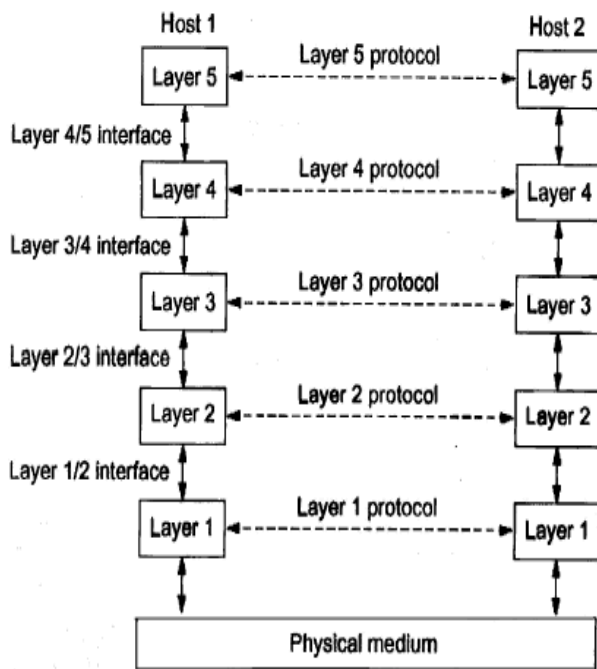 Host 1
Host 2
Layer 5
Layer 5 protocol
Layer 5
Layer 4/5 interface
Layer 4
Layer 4 protocol
Layer 4
Layer 3/4 interface
Layer 3
Layer 3 protocol
Layer 3
Layer 2/3 interface
Layer 2
Layer 2 protocol
Layer 2
Layer 1/2 interface
Layer 1
Layer 1 protocol
Layer 1
Physical medium